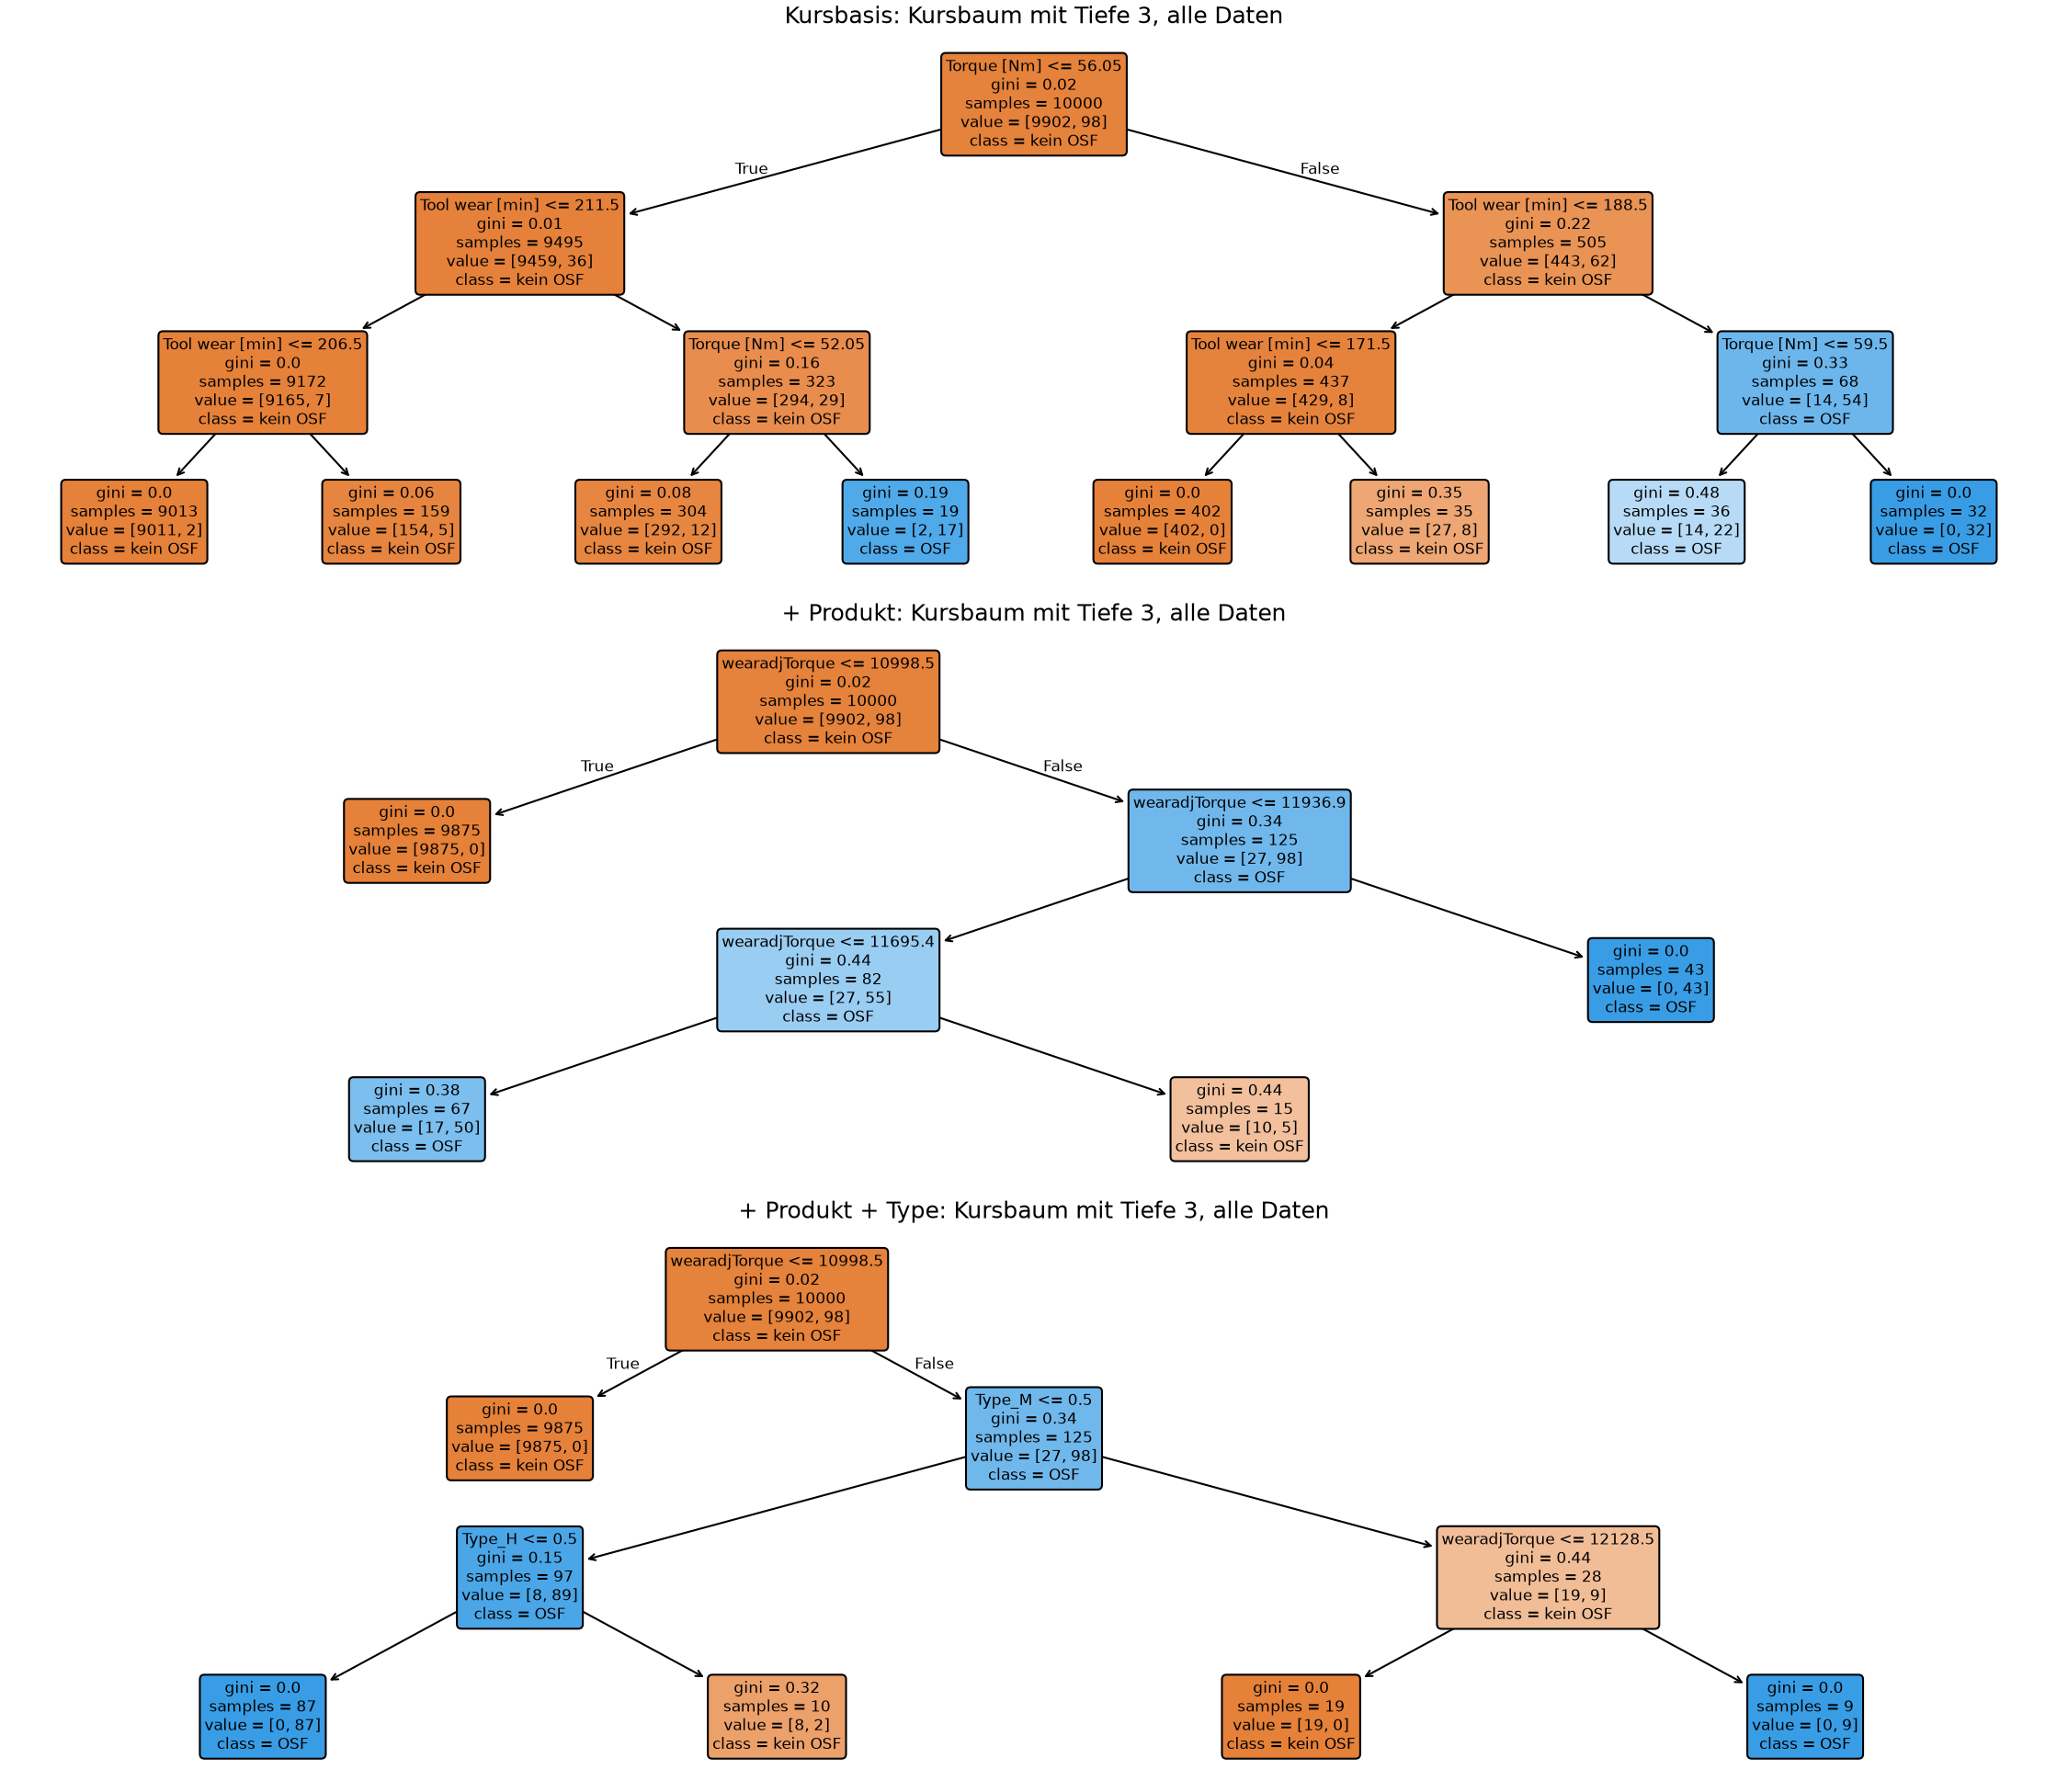 Kursbasis: Kursbaum mit Tiefe 3, alle Daten
Torque [Nm] <= 56.05
gini = 0.02
samples = 10000
value = [9902, 98]
class = kein OSF
True
False
Tool wear [min] <= 211.5
gini = 0.01
samples = 9495
value = [9459, 36]
class = kein OSF
Tool wear [min] <= 188.5
gini = 0.22
samples = 505
value = [443, 62]
class = kein OSF
Tool wear [min] <= 206.5
gini = 0.0
samples = 9172
value = [9165, 7]
class = kein OSF
Torque [Nm] <= 52.05
gini = 0.16
samples = 323
value = [294, 29]
class = kein OSF
Tool wear [min] <= 171.5
gini = 0.04
samples = 437
value = [429, 8]
class = kein OSF
Torque [Nm] <= 59.5
gini = 0.33
samples = 68
value = [14, 54]
class = OSF
gini = 0.0
samples = 9013
value = [9011, 2]
class = kein OSF
gini = 0.06
samples = 159
value = [154, 5]
class = kein OSF
gini = 0.08
samples = 304
value = [292, 12]
class = kein OSF
gini = 0.19
samples = 19
value = [2, 17]
class = OSF
gini = 0.0
samples = 402
value = [402, 0]
class = kein OSF
gini = 0.35
samples = 35
value = [27, 8]
class = kein OSF
gini = 0.48
samples = 36
value = [14, 22]
class = OSF
gini = 0.0
samples = 32
value = [0, 32]
class = OSF
+ Produkt: Kursbaum mit Tiefe 3, alle Daten
wearadjTorque <= 10998.5
gini = 0.02
samples = 10000
value = [9902, 98]
class = kein OSF
True
False
gini = 0.0
samples = 9875
value = [9875, 0]
class = kein OSF
wearadjTorque <= 11936.9
gini = 0.34
samples = 125
value = [27, 98]
class = OSF
wearadjTorque <= 11695.4
gini = 0.44
samples = 82
value = [27, 55]
class = OSF
gini = 0.0
samples = 43
value = [0, 43]
class = OSF
gini = 0.38
samples = 67
value = [17, 50]
class = OSF
gini = 0.44
samples = 15
value = [10, 5]
class = kein OSF
+ Produkt + Type: Kursbaum mit Tiefe 3, alle Daten
wearadjTorque <= 10998.5
gini = 0.02
samples = 10000
value = [9902, 98]
class = kein OSF
True
False
gini = 0.0
samples = 9875
value = [9875, 0]
class = kein OSF
Type_M <= 0.5
gini = 0.34
samples = 125
value = [27, 98]
class = OSF
Type_H <= 0.5
gini = 0.15
samples = 97
value = [8, 89]
class = OSF
wearadjTorque <= 12128.5
gini = 0.44
samples = 28
value = [19, 9]
class = kein OSF
gini = 0.0
samples = 87
value = [0, 87]
class = OSF
gini = 0.32
samples = 10
value = [8, 2]
class = kein OSF
gini = 0.0
samples = 19
value = [19, 0]
class = kein OSF
gini = 0.0
samples = 9
value = [0, 9]
class = OSF